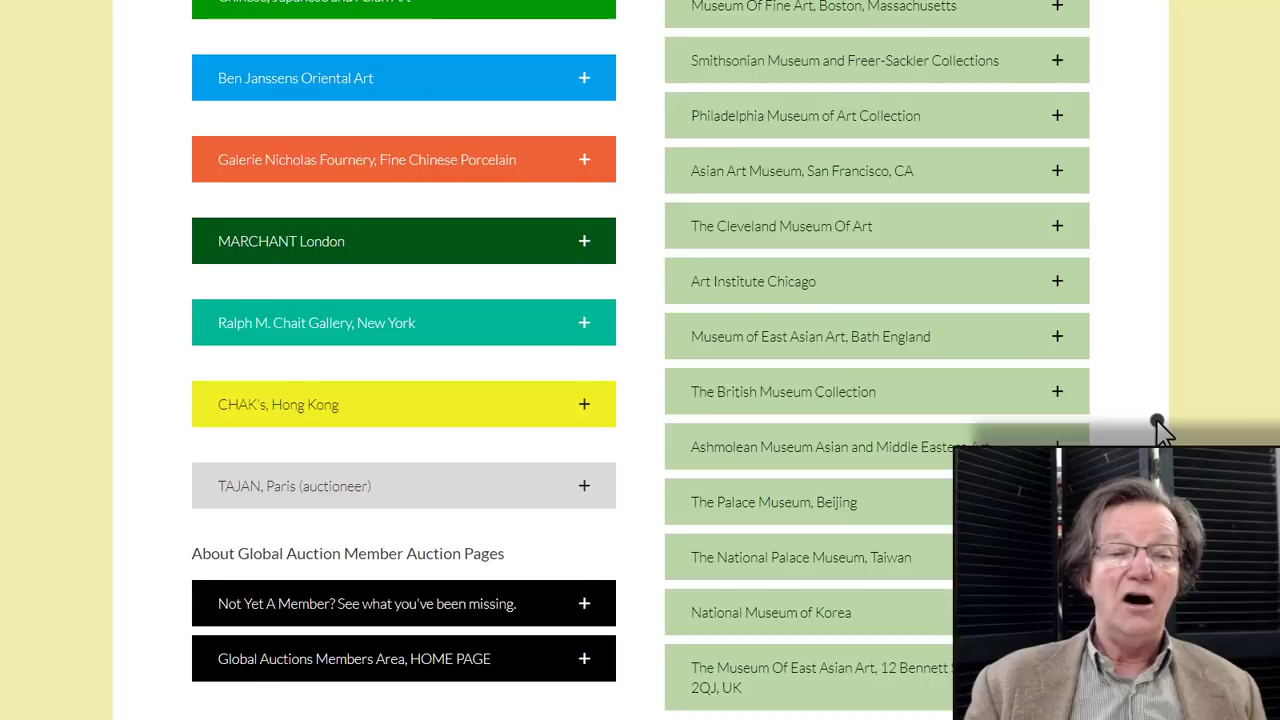 Chinese, Japanese and Asian Art
Ben Janssens Oriental Art
Galerie Nicholas Fournery, Fine Chinese Porcelain
MARCHANT London
Ralph M. Chait Gallery, New York
CHAK's, Hong Kong
TAJAN, Paris (auctioneer)
About Global Auction Member Auction Pages
Not Yet A Member? See what you've been missing.
Global Auctions Members Area, HOME PAGE
Museum Of Fine Art, Boston, Massachusetts
Smithsonian Museum and Freer-Sackler Collections
Philadelphia Museum of Art Collection
Asian Art Museum, San Francisco, CA
The Cleveland Museum Of Art
Art Institute Chicago
Museum of East Asian Art, Bath England
The British Museum Collection
Ashmolean Museum Asian and Middle Eastern Art
The Palace Museum, Beijing
The National Palace Museum, Taiwan
National Museum of Korea
The Museum Of East Asian Art, 12 Bennett
2QJ, UK